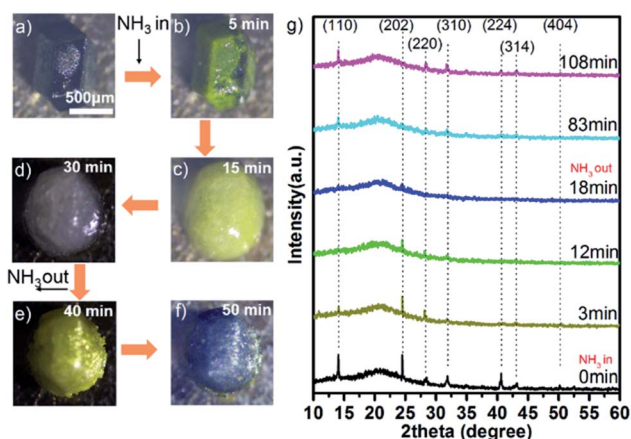 a)
500μm
NH3 in
b)
5 min
c)
15 min
d)
30 min
NH3out
e)
40 min
f)
50 min
g)
(110)
(202)
(220)
(310)
(224)
(314)
(404)
108min
83min
NH3 out
18min
12min
3min
NH3 in
0min
Intensity(a.u.)
10 15 20 25 30 35 40 45 50 55 60
2theta (degree)